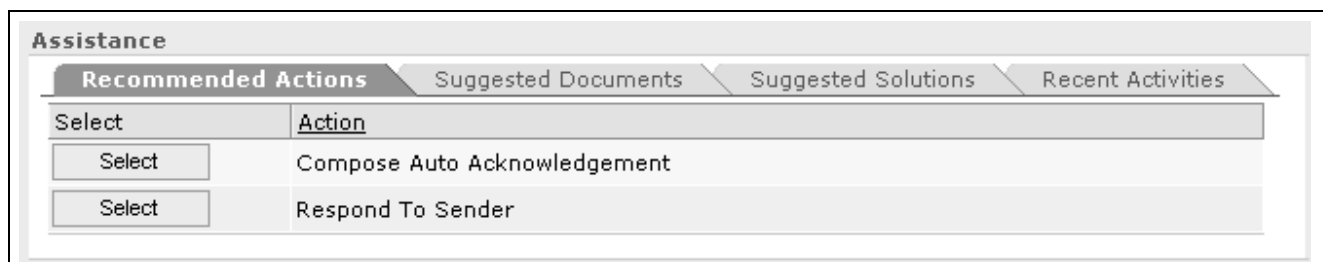 Assistance
Recommended Actions Suggested Documents Suggested Solutions Recent Activities
Select Action
Select Compose Auto Acknowledgement
Select Respond To Sender